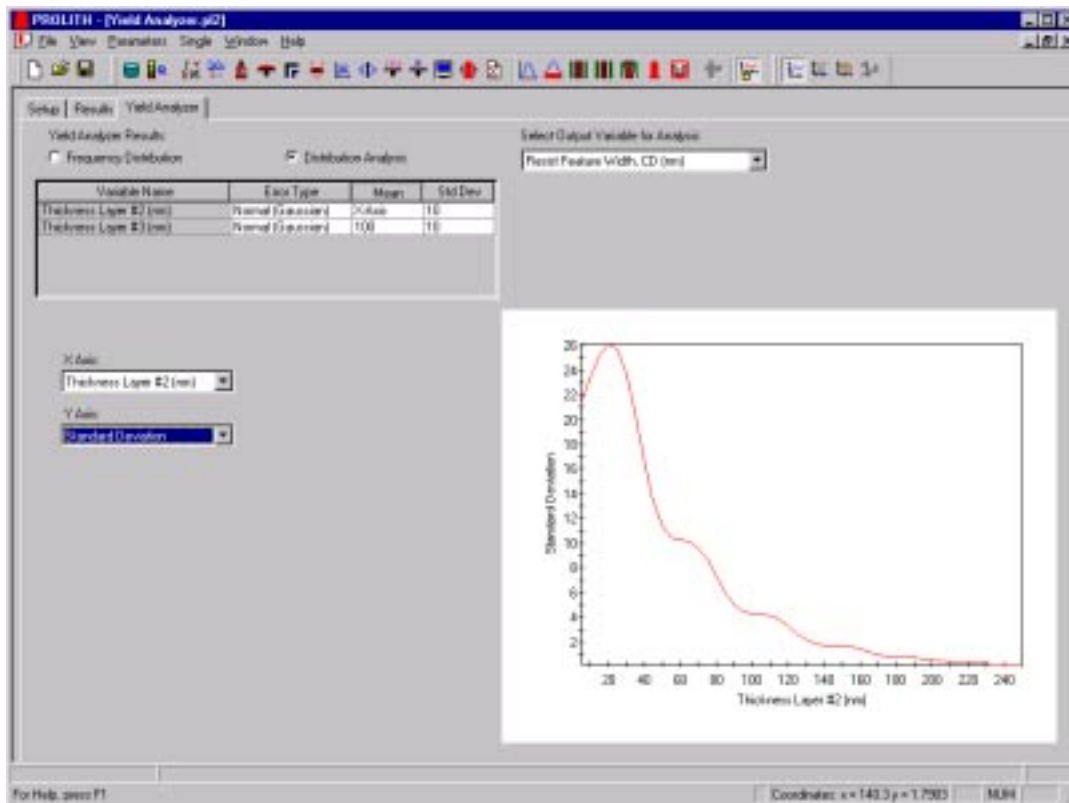 PROLITH - [Yield Analyzer.pl2]
File View Parameters Single Window Help
Setup Results Yield Analyzer
Yield Analyzer Results:
Frequency Distribution
Distribution Analysis
Select Output Variable for Analysis:
Resist Feature Width, CD (nm)
Variable Name Error Type Mean Std Dev
Thickness Layer #2 (nm) Normal (Gaussian) X-Axis 10
Thickness Layer #3 (nm) Normal (Gaussian) 100 10
X Axis:
Thickness Layer #2 (nm)
Y Axis:
Standard Deviation
26
24
22
20
18
16
14
12
10
8
6
4
2
Standard Deviation
20 40 60 80 100 120 140 160 180 200 220 240
Thickness Layer #2 (nm)
For Help, press F1
Coordinates: x = 140.3 y = 1.7983
NUM